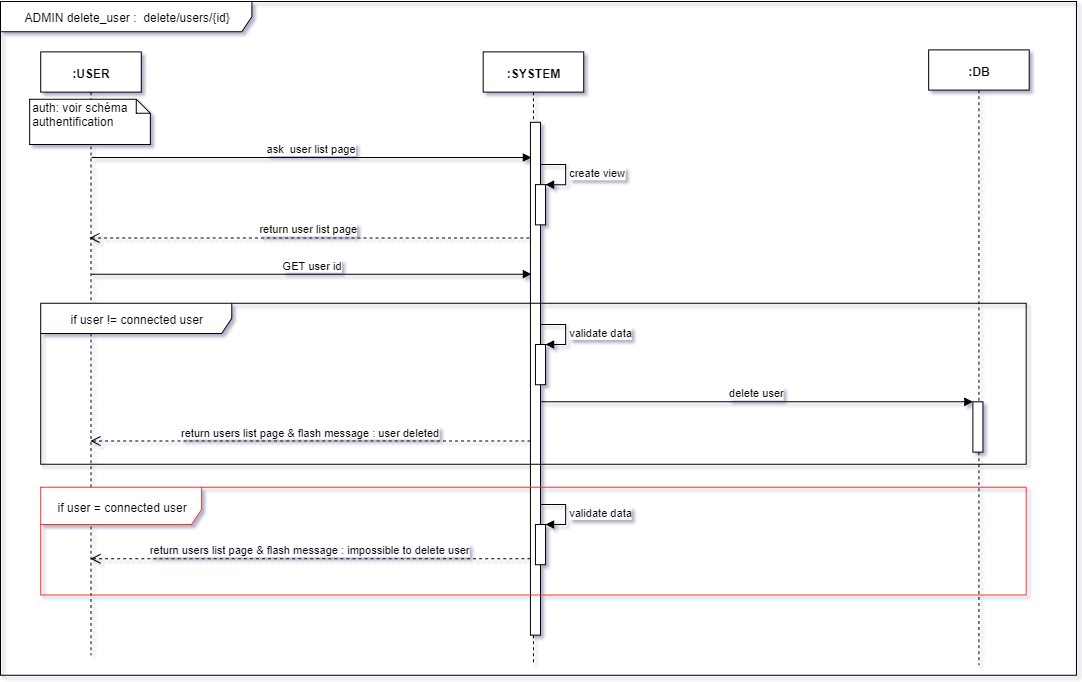 ADMIN delete_user : delete/users/{id}
:USER
:SYSTEM
:DB
auth: voir schéma
authentification
ask user list page
create view
return user list page
GET user id
if user != connected user
validate data
delete user
return users list page & flash message : user deleted
if user = connected user
validate data
return users list page & flash message : impossible to delete user